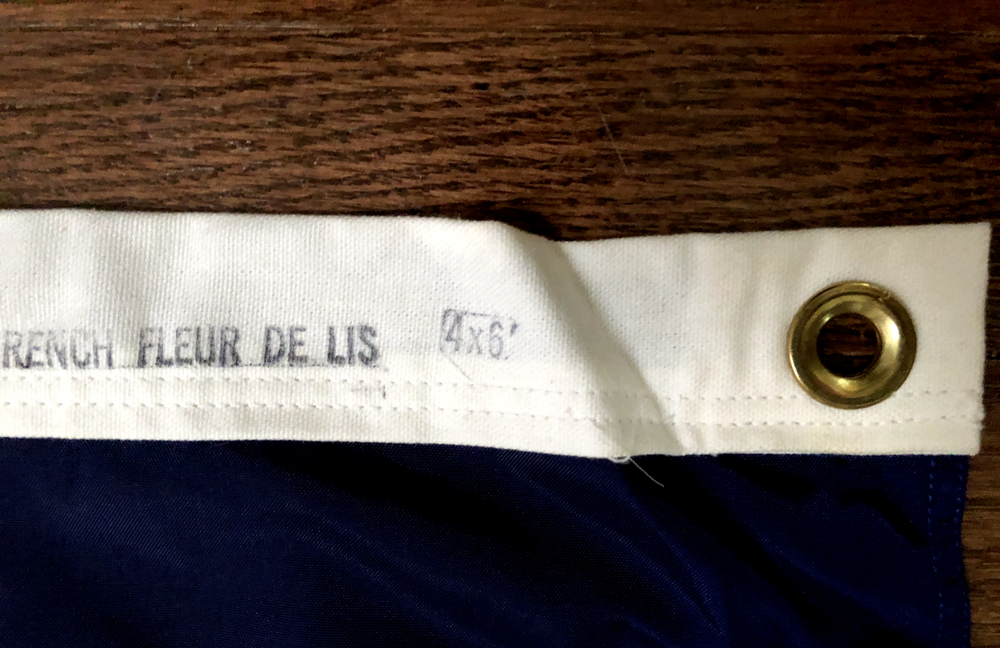 RENCH FLEUR DE LIS 4x6'